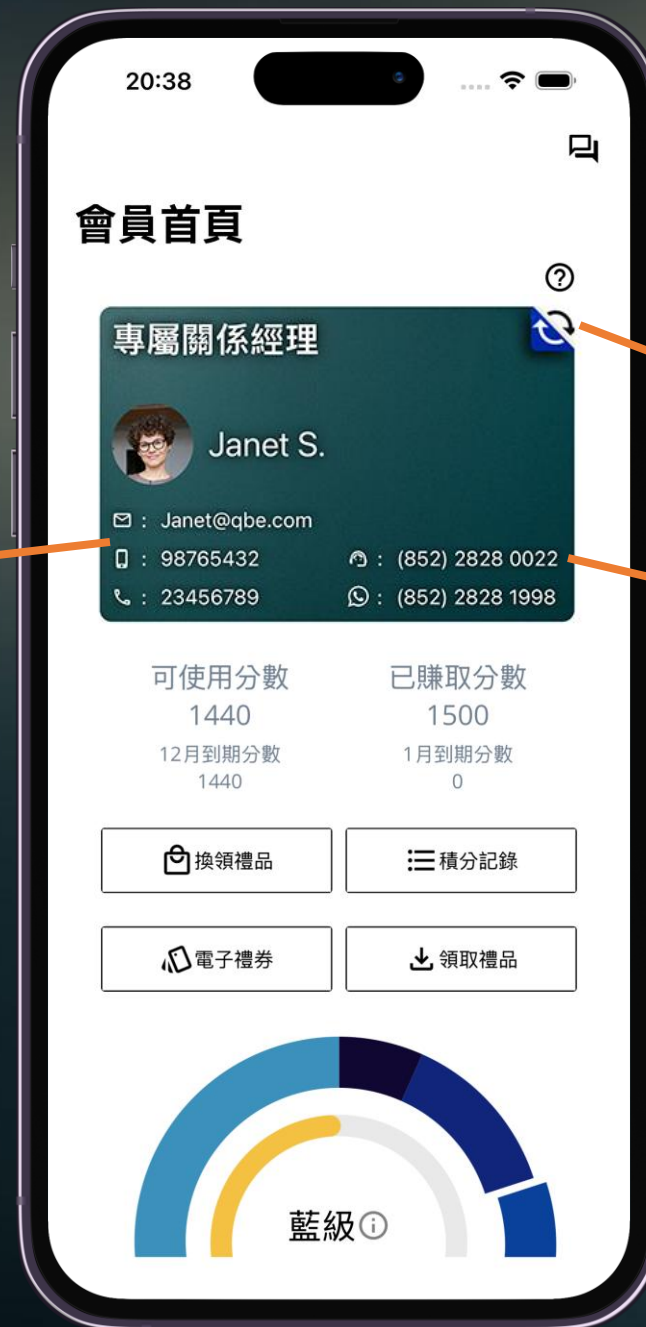 20:38
會員首頁
專屬關係經理
Janet S.
: Janet@qbe.com
: 98765432
: (852) 2828 0022
: 23456789
: (852) 2828 1998
可使用分數
已賺取分數
1440
1500
12月到期分數
1月到期分數
1440
0
換領禮品
積分記錄
電子禮券
領取禮品
藍級